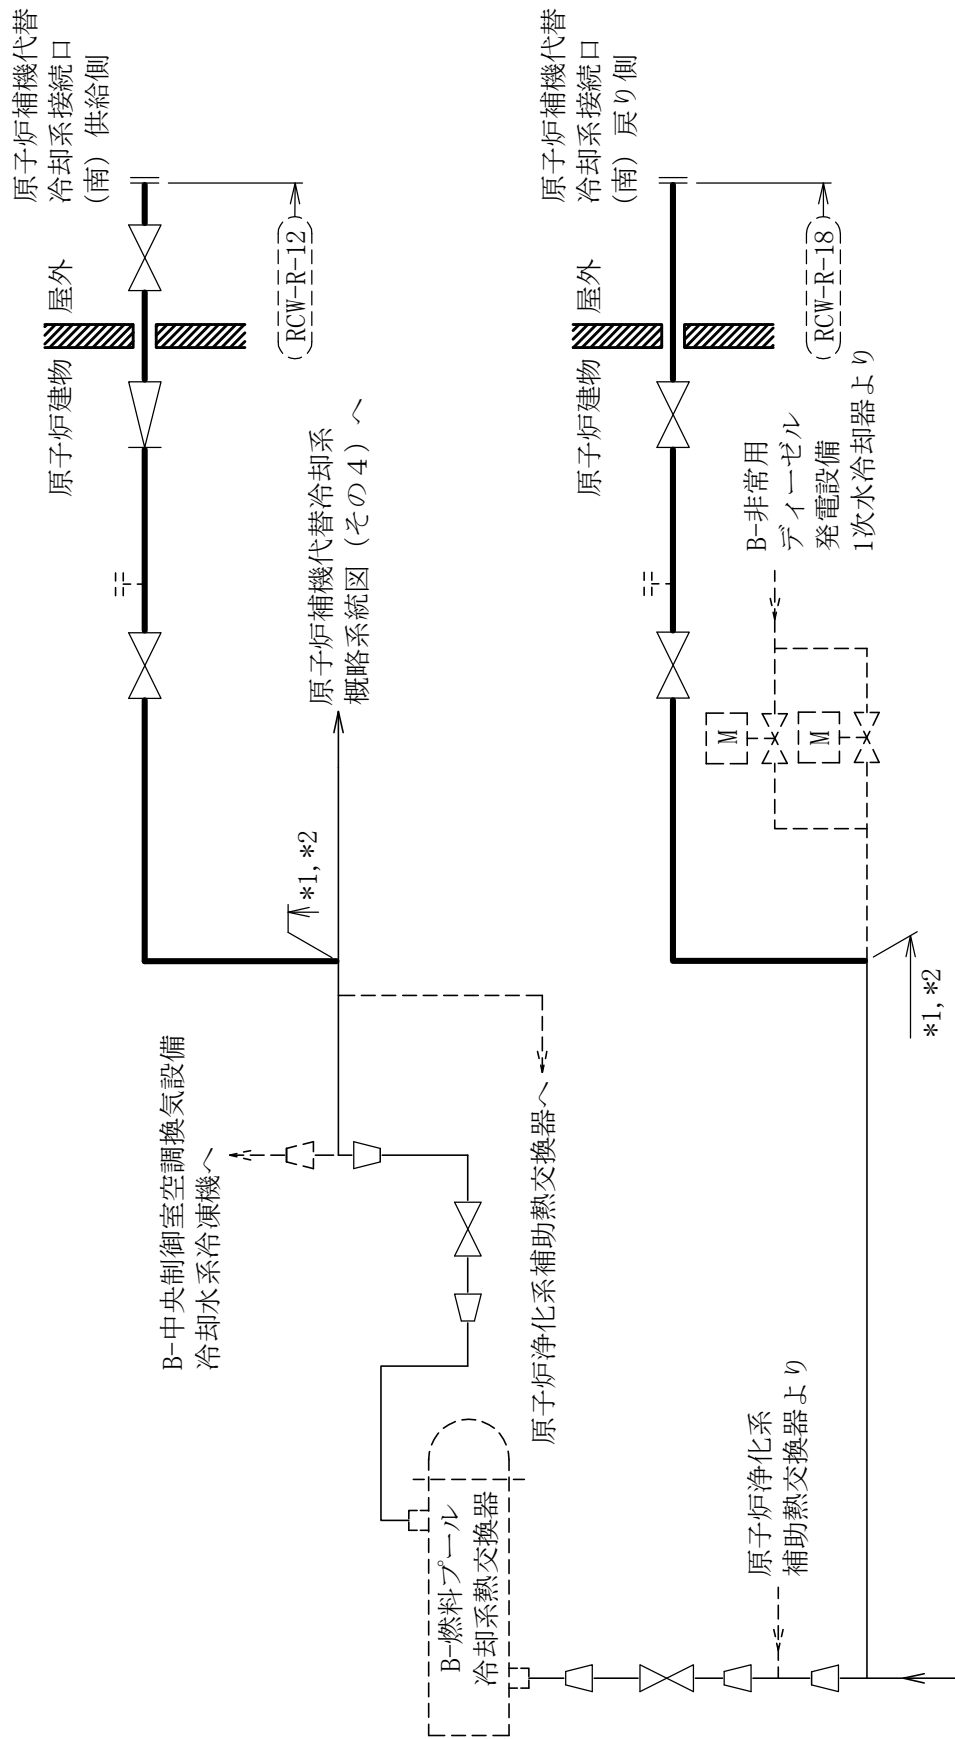 原子炉補機代替
冷却系接続口
(南) 供給側
屋外
原子炉建物
RCW-R-12
原子炉補機代替冷却系
概略系統図 (その4) へ
*1, *2
B-中央制御室空調換気設備
冷却水系冷凍機へ
原子炉浄化系補助熱交換器へ
B-燃料プール
冷却系熱交換器
原子炉補機代替
冷却系接続口
(南) 戻り側
屋外
原子炉建物
RCW-R-18
B-非常用
ディーゼル
発電設備
1次水冷却器より
M
M
*1, *2
原子炉浄化系
補助熱交換器より